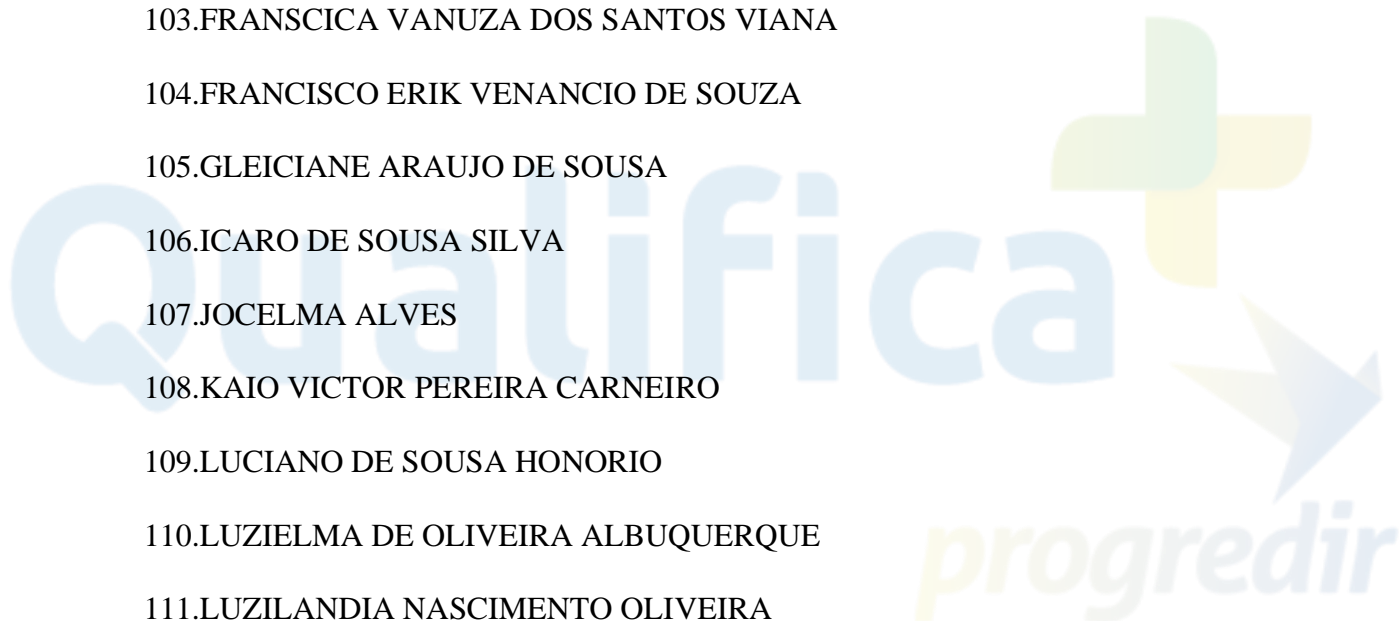 103.FRANSCICA VANUZA DOS SANTOS VIANA
104.FRANCISCO ERIK VENANCIO DE SOUZA
105.GLEICIANE ARAUJO DE SOUSA
106.ICARO DE SOUSA SILVA
107.JOCELMA ALVES
108.KAIO VICTOR PEREIRA CARNEIRO
109.LUCIANO DE SOUSA HONORIO
110.LUZIELMA DE OLIVEIRA ALBUQUERQUE
111.LUZILANDIA NASCIMENTO OLIVEIRA
Qualifica+
progredir